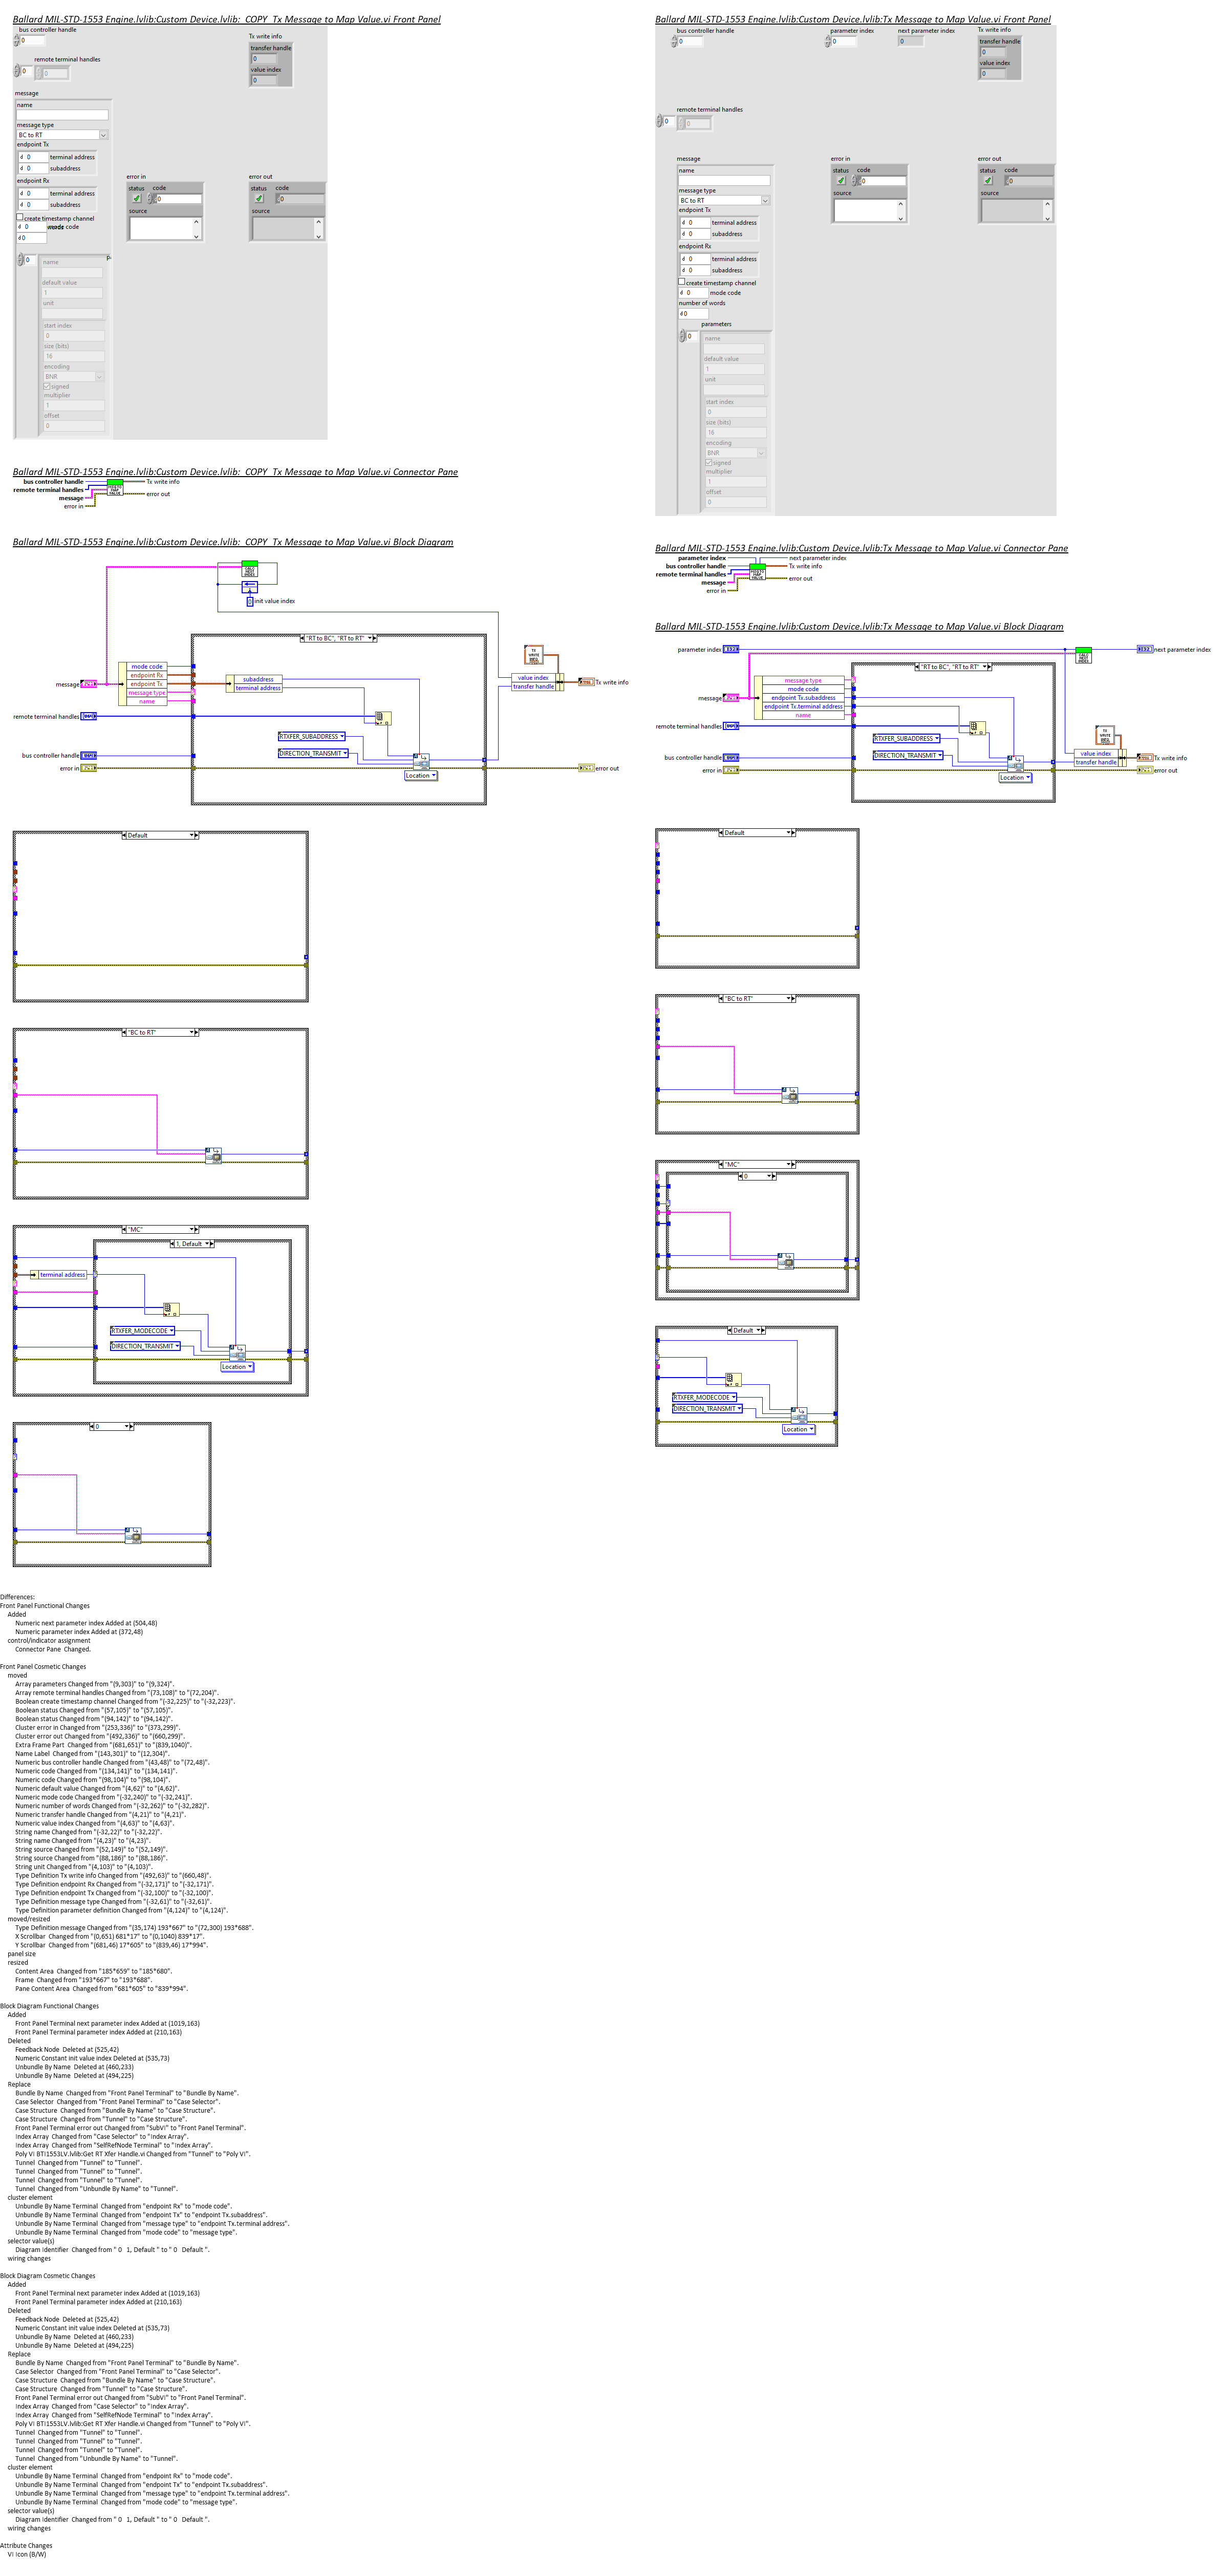 Ballard MIL-STD-1553 Engine.lvlib:Custom Device.lvlib:_COPY_Tx Message to Map Value.vi Front Panel
bus controller handle
0
remote terminal handles
0
0
Tx write info
transfer handle
0
value index
0
message
name
message type
BC to RT
endpoint Tx
0 terminal address
0 subaddress
endpoint Rx
0 terminal address
0 subaddress
create timestamp channel
0 code
0
error in
status code
0
source
error out
status code
0
source
0
name
default value
1
unit
start index
0
size (bits)
16
encoding
BNR
signed
multiplier
1
offset
0
Ballard MIL-STD-1553 Engine.lvlib:Custom Device.lvlib:Tx Message to Map Value.vi Front Panel
bus controller handle
0
parameter index
0
next parameter index
0
Tx write info
transfer handle
0
value index
0
remote terminal handles
0
0
message
name
message type
BC to RT
endpoint Tx
0 terminal address
0 subaddress
endpoint Rx
0 terminal address
0 subaddress
create timestamp channel
0 mode code
number of words
0
error in
status code
0
source
error out
status code
0
source
parameters
0
name
default value
1
unit
start index
0
size (bits)
16
encoding
BNR
signed
multiplier
1
offset
0
Ballard MIL-STD-1553 Engine.lvlib:Custom Device.lvlib:_COPY_Tx Message to Map Value.vi Connector Pane
bus controller handle
remote terminal handles
message
error in
Tx write info
error out
Ballard MIL-STD-1553 Engine.lvlib:Custom Device.lvlib:_COPY_Tx Message to Map Value.vi Block Diagram
0 init value index
"RT to BC", "RT to RT"
message
mode code
endpoint Rx
endpoint Tx
message type
name
subaddress
terminal address
remote terminal handles
RTXFER_SUBADDRESS
DIRECTION_TRANSMIT
bus controller handle
error in
Location
TX WRITE INFO
value index
transfer handle
Tx write info
error out
Default
"BC to RT"
"MC"
1, Default
terminal address
RTXFER_MODECODE
DIRECTION_TRANSMIT
Location
0
Ballard MIL-STD-1553 Engine.lvlib:Custom Device.lvlib:Tx Message to Map Value.vi Connector Pane
parameter index
bus controller handle
remote terminal handles
message
error in
next parameter index
Tx write info
error out
Ballard MIL-STD-1553 Engine.lvlib:Custom Device.lvlib:Tx Message to Map Value.vi Block Diagram
parameter index
next parameter index
"RT to BC", "RT to RT"
message
message type
mode code
endpoint Tx.subaddress
endpoint Tx.terminal address
name
remote terminal handles
RTXFER_SUBADDRESS
DIRECTION_TRANSMIT
bus controller handle
error in
Location
TX WRITE INFO
value index
transfer handle
Tx write info
error out
Default
"BC to RT"
"MC"
0
Default
RTXFER_MODECODE
DIRECTION_TRANSMIT
Location
Differences:
Front Panel Functional Changes
Added
Numeric next parameter index Added at (504,48)
Numeric parameter index Added at (372,48)
control/indicator assignment
Connector Pane Changed.
Front Panel Cosmetic Changes
moved
Array parameters Changed from "(9,303)" to "(9,324)".
Array remote terminal handles Changed from "(73,108)" to "(72,204)".
Boolean create timestamp channel Changed from "(-32,225)" to "(-32,223)".
Boolean status Changed from "(57,105)" to "(57,105)".
Boolean status Changed from "(94,142)" to "(94,142)".
Cluster error in Changed from "(253,336)" to "(373,299)".
Cluster error out Changed from "(492,336)" to "(660,299)".
Extra Frame Part Changed from "(681,651)" to "(839,1040)".
Name Label Changed from "(143,301)" to "(12,304)".
Numeric bus controller handle Changed from "(43,48)" to "(72,48)".
Numeric code Changed from "(134,141)" to "(134,141)".
Numeric code Changed from "(98,104)" to "(98,104)".
Numeric default value Changed from "(4,62)" to "(4,62)".
Numeric mode code Changed from "(-32,240)" to "(-32,241)".
Numeric number of words Changed from "(-32,262)" to "(-32,282)".
Numeric transfer handle Changed from "(4,21)" to "(4,21)".
Numeric value index Changed from "(4,63)" to "(4,63)".
String name Changed from "(-32,22)" to "(-32,22)".
String name Changed from "(4,23)" to "(4,23)".
String source Changed from "(52,149)" to "(52,149)".
String source Changed from "(88,186)" to "(88,186)".
String unit Changed from "(4,103)" to "(4,103)".
Type Definition Tx write info Changed from "(492,63)" to "(660,48)".
Type Definition endpoint Rx Changed from "(-32,171)" to "(-32,171)".
Type Definition endpoint Tx Changed from "(-32,100)" to "(-32,100)".
Type Definition message type Changed from "(-32,61)" to "(-32,61)".
Type Definition parameter definition Changed from "(4,124)" to "(4,124)".
moved/resized
Type Definition message Changed from "(35,174) 193*667" to "(72,300) 193*688".
X Scrollbar Changed from "(0,651) 681*17" to "(0,1040) 839*17".
Y Scrollbar Changed from "(681,46) 17*605" to "(839,46) 17*994".
panel size
resized
Content Area Changed from "185*659" to "185*680".
Frame Changed from "193*667" to "193*688".
Pane Content Area Changed from "681*605" to "839*994".
Block Diagram Functional Changes
Added
Front Panel Terminal next parameter index Added at (1019,163)
Front Panel Terminal parameter index Added at (210,163)
Deleted
Feedback Node Deleted at (525,42)
Numeric Constant init value index Deleted at (535,73)
Unbundle By Name Deleted at (460,233)
Unbundle By Name Deleted at (494,225)
Replace
Bundle By Name Changed from "Front Panel Terminal" to "Bundle By Name".
Case Selector Changed from "Front Panel Terminal" to "Case Selector".
Case Structure Changed from "Bundle By Name" to "Case Structure".
Case Structure Changed from "Tunnel" to "Case Structure".
Front Panel Terminal error out Changed from "SubVI" to "Front Panel Terminal".
Index Array Changed from "Case Selector" to "Index Array".
Index Array Changed from "SelfRefNode Terminal" to "Index Array".
Poly VI BTI1553LV.lvlib:Get RT Xfer Handle.vi Changed from "Tunnel" to "Poly VI".
Tunnel Changed from "Tunnel" to "Tunnel".
Tunnel Changed from "Tunnel" to "Tunnel".
Tunnel Changed from "Tunnel" to "Tunnel".
Tunnel Changed from "Unbundle By Name" to "Tunnel".
cluster element
Unbundle By Name Terminal Changed from "endpoint Rx" to "mode code".
Unbundle By Name Terminal Changed from "endpoint Tx" to "endpoint Tx.subaddress".
Unbundle By Name Terminal Changed from "message type" to "endpoint Tx.terminal address".
Unbundle By Name Terminal Changed from "mode code" to "message type".
selector value(s)
Diagram Identifier Changed from " 0 1, Default " to " 0 Default ".
wiring changes
Block Diagram Cosmetic Changes
Added
Front Panel Terminal next parameter index Added at (1019,163)
Front Panel Terminal parameter index Added at (210,163)
Deleted
Feedback Node Deleted at (525,42)
Numeric Constant init value index Deleted at (535,73)
Unbundle By Name Deleted at (460,233)
Unbundle By Name Deleted at (494,225)
Replace
Bundle By Name Changed from "Front Panel Terminal" to "Bundle By Name".
Case Selector Changed from "Front Panel Terminal" to "Case Selector".
Case Structure Changed from "Bundle By Name" to "Case Structure".
Case Structure Changed from "Tunnel" to "Case Structure".
Front Panel Terminal error out Changed from "SubVI" to "Front Panel Terminal".
Index Array Changed from "Case Selector" to "Index Array".
Index Array Changed from "SelfRefNode Terminal" to "Index Array".
Poly VI BTI1553LV.lvlib:Get RT Xfer Handle.vi Changed from "Tunnel" to "Poly VI".
Tunnel Changed from "Tunnel" to "Tunnel".
Tunnel Changed from "Tunnel" to "Tunnel".
Tunnel Changed from "Tunnel" to "Tunnel".
Tunnel Changed from "Unbundle By Name" to "Tunnel".
cluster element
Unbundle By Name Terminal Changed from "endpoint Rx" to "mode code".
Unbundle By Name Terminal Changed from "endpoint Tx" to "endpoint Tx.subaddress".
Unbundle By Name Terminal Changed from "message type" to "endpoint Tx.terminal address".
Unbundle By Name Terminal Changed from "mode code" to "message type".
selector value(s)
Diagram Identifier Changed from " 0 1, Default " to " 0 Default ".
wiring changes
Attribute Changes
VI Icon (B/W)